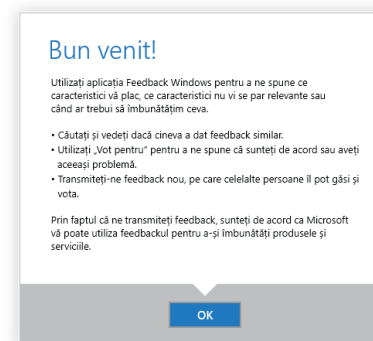 Bun venit!
Utilizați aplicația Feedback Windows pentru a ne spune ce
caracteristici vă plac, ce caracteristici nu vi se par relevante sau
când ar trebui să îmbunătățim ceva.
• Căutați și vedeți dacă cineva a dat feedback similar.
• Utilizați „Vot pentru” pentru a ne spune că sunteți de acord sau aveți
aceeași problemă.
• Transmiteți-ne feedback nou, pe care celelalte persoane îl pot găsi și
vota.
Prin faptul că ne transmiteți feedback, sunteți de acord ca Microsoft
vă poate utiliza feedbackul pentru a-și îmbunătăți produsele și
serviciile.
OK